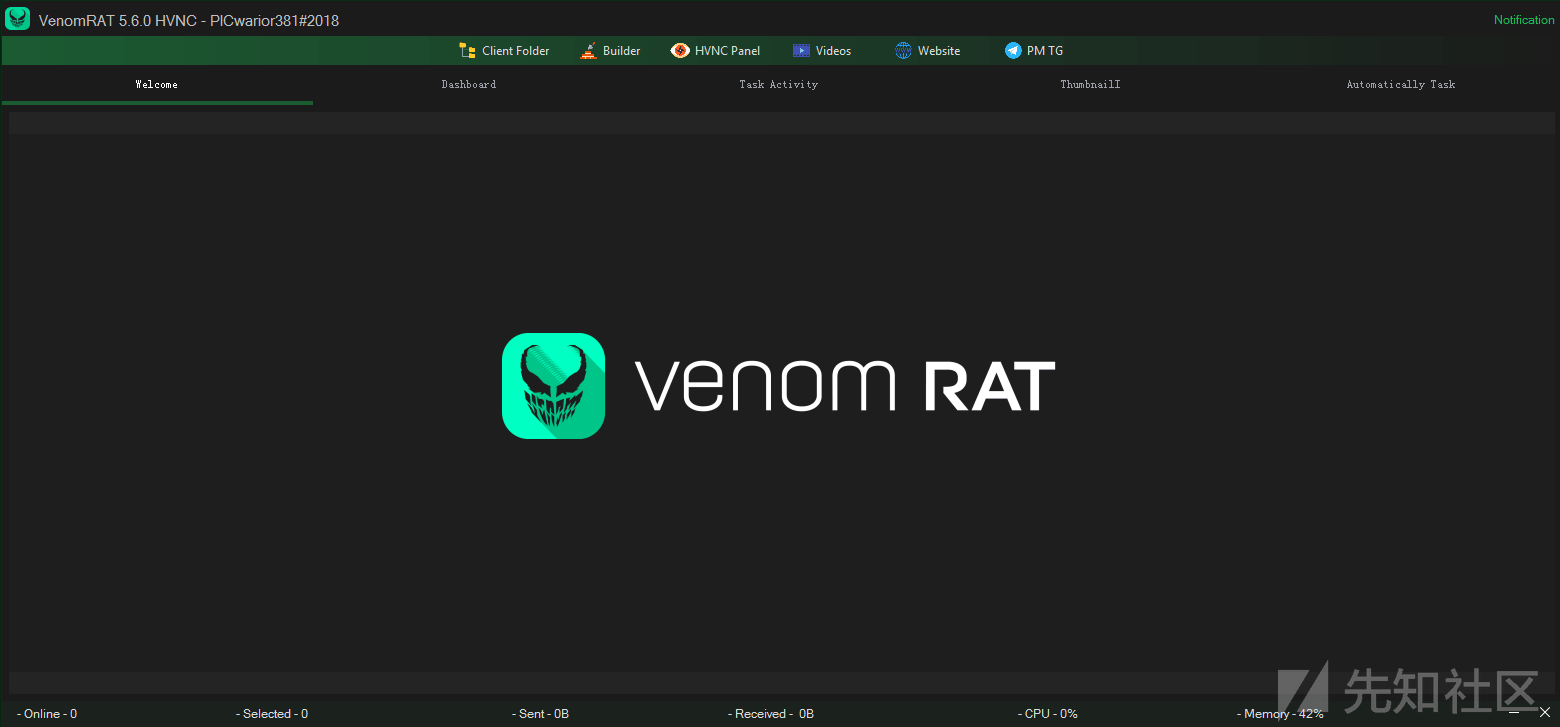 VenomRAT 5.6.0 HVNC - PICwarior381#2018
Notification
Client Folder Builder HVNC Panel Videos Website PM TG
Welcome Dashboard Task Activity ThumbnailI Automatically Task
venom RAT
先知社区
- Online - 0 - Selected - 0 - Sent - 0B - Received - 0B - CPU - 0% - Memory - 42%